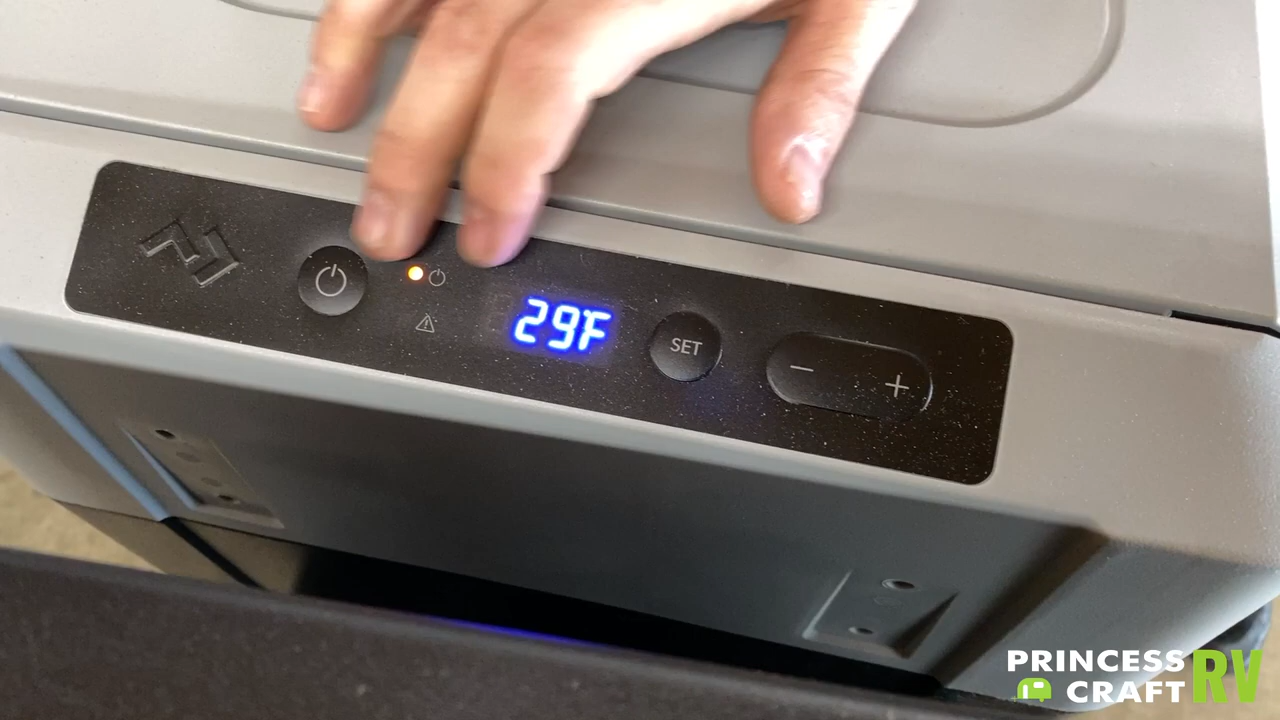 29F
SET
− +
PRINCESS
CRAFT RV